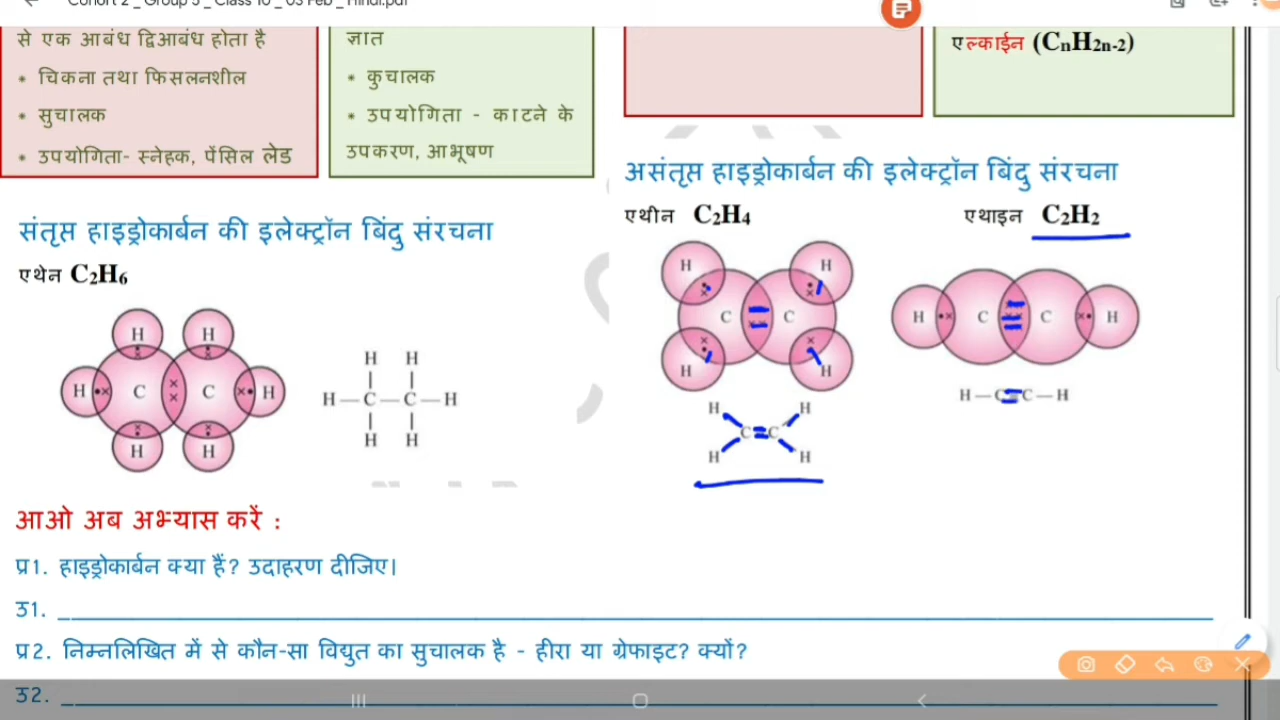 Cohort 2 _ Group 5 _ Class 10 _ 03 Feb _ Hindi.pdf
से एक आबंध द्विआबंध होता है
* चिकना तथा फिसलनशील
* सुचालक
* उपयोगिता- स्नेहक, पेंसिल लेड
ज्ञात
* कुचालक
* उपयोगिता - काटने के
उपकरण, आभूषण
एल्काईन (CnH2n-2)
संतृप्त हाइड्रोकार्बन की इलेक्ट्रॉन बिंदु संरचना
एथेन C2H6
H H
H C C H
H H
H H
H—C—C—H
H H
असंतृप्त हाइड्रोकार्बन की इलेक्ट्रॉन बिंदु संरचना
एथीन C2H4
H H
C C
H H
H H
C=C
H H
एथाइन C2H2
H C C H
H—C≡C—H
आओ अब अभ्यास करें :
प्र1. हाइड्रोकार्बन क्या हैं? उदाहरण दीजिए।
उ1.
प्र2. निम्नलिखित में से कौन-सा विद्युत का सुचालक है - हीरा या ग्रेफाइट? क्यों?
उ2.